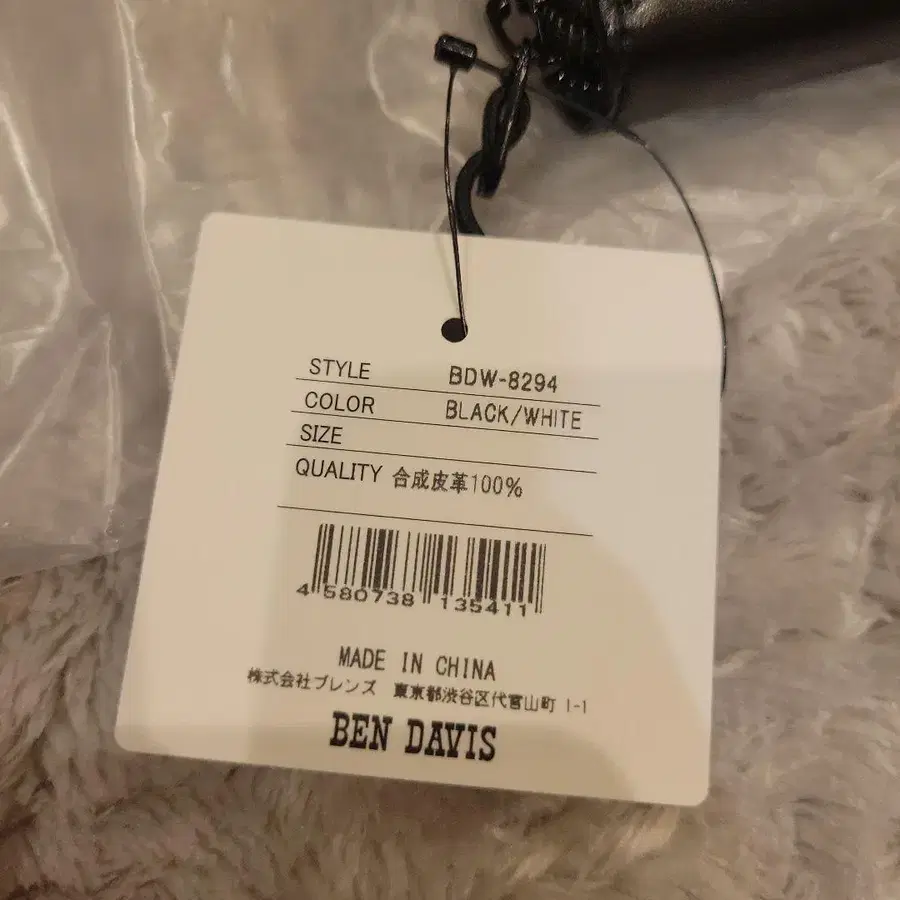 STYLE BDW-8294
COLOR BLACK/WHITE
SIZE
QUALITY 合成皮革100%
4 580738 135411
MADE IN CHINA
株式会社ブレンズ 東京都渋谷区代官山町 1-1
BEN DAVIS